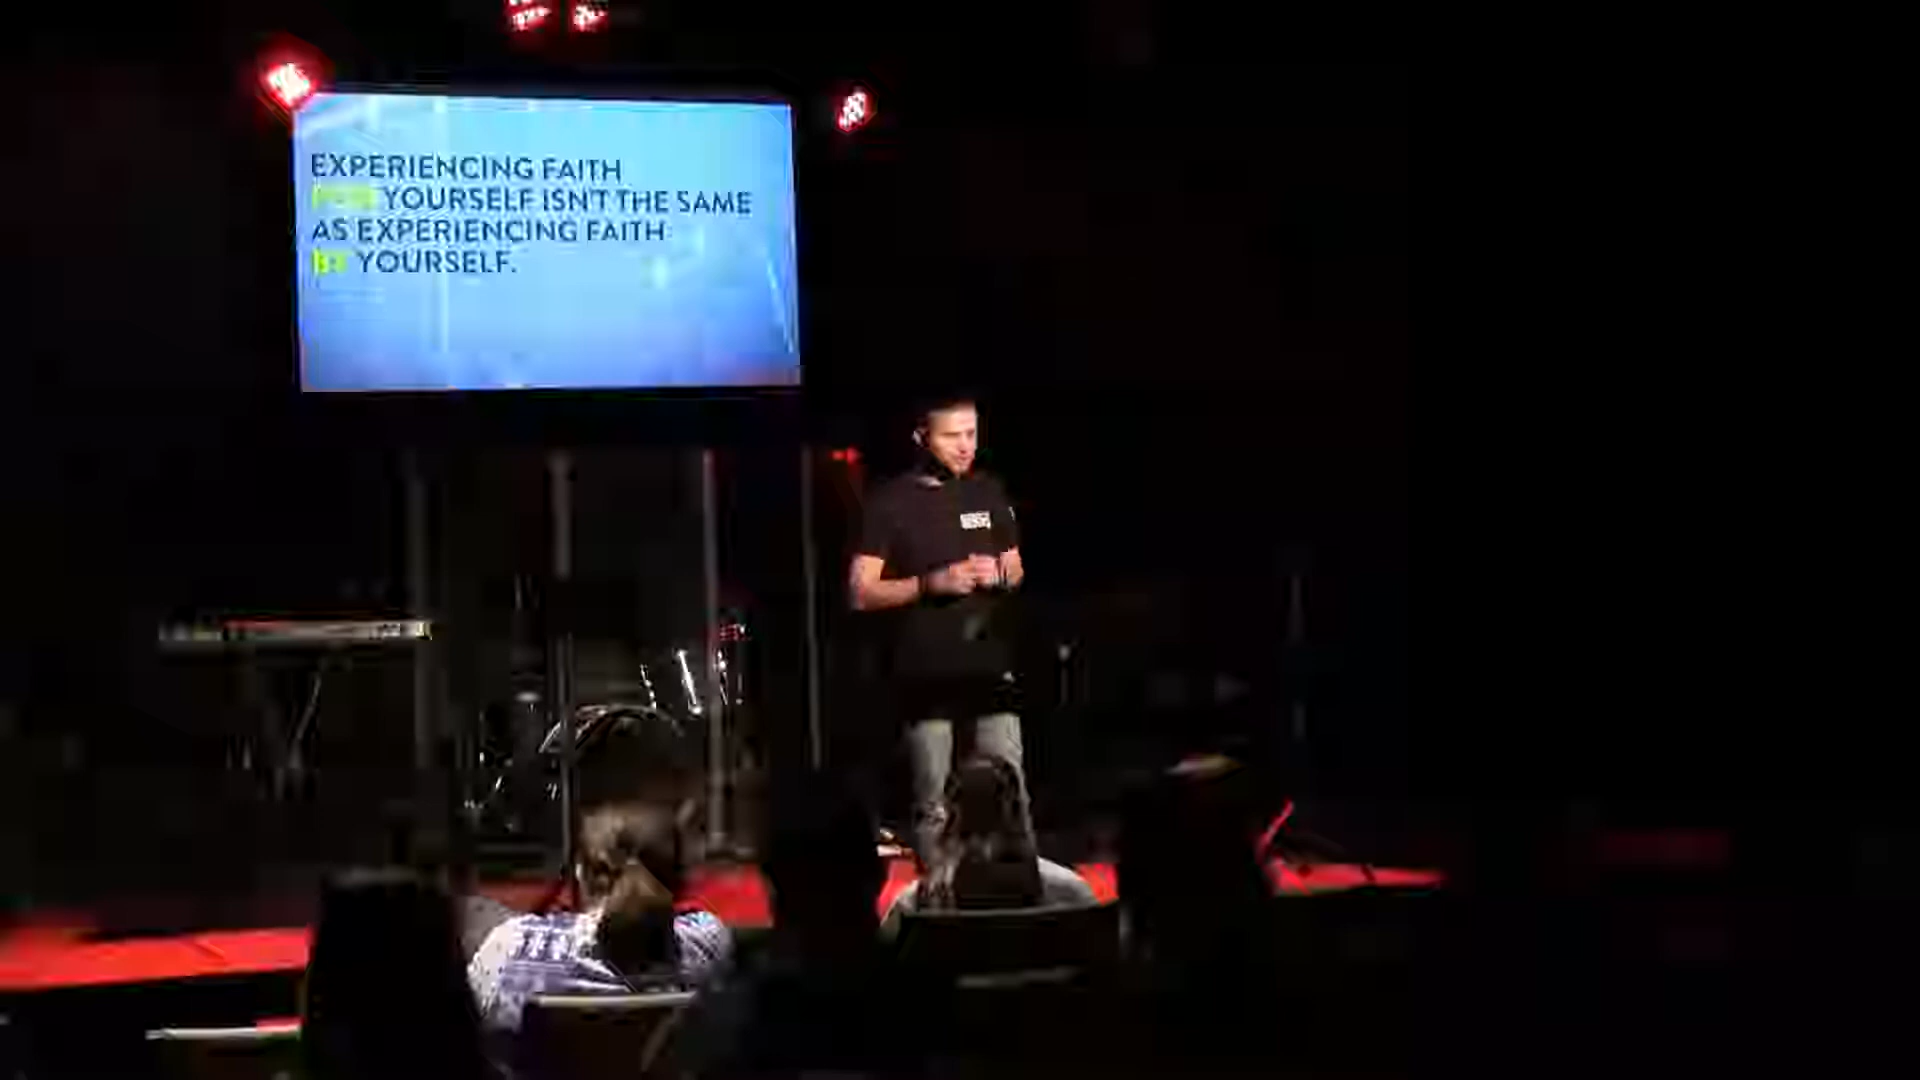 EXPERIENCING FAITH
YOURSELF ISN'T THE SAME
AS EXPERIENCING FAITH
YOURSELF.